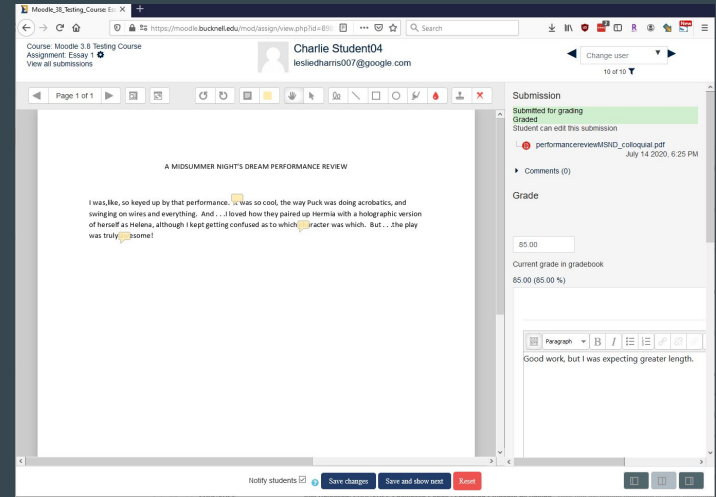 Moodle_38_Testing_Course: Ess
https://moodle.bucknell.edu/mod/assign/view.php?id=898
Search
New
Course: Moodle 3.8 Testing Course
Assignment: Essay 1
View all submissions
Charlie Student04
lesliedharris007@google.com
Change user
10 of 10
Page 1 of 1
Submission
Submitted for grading
Graded
Student can edit this submission
performancereviewMSND_colloquial.pdf
July 14 2020, 6:25 PM
Comments (0)
Grade
85.00
Current grade in gradebook
85.00 (85.00 %)
Paragraph
B I
Good work, but I was expecting greater length.
A MIDSUMMER NIGHT'S DREAM PERFORMANCE REVIEW
I was,like, so keyed up by that performance. It was so cool, the way Puck was doing acrobatics, and
swinging on wires and everything. And . . .I loved how they paired up Hermia with a holographic version
of herself as Helena, although I kept getting confused as to which racter was which. But . . .the play
was truly esome!
Notify students
Save changes
Save and show next
Reset